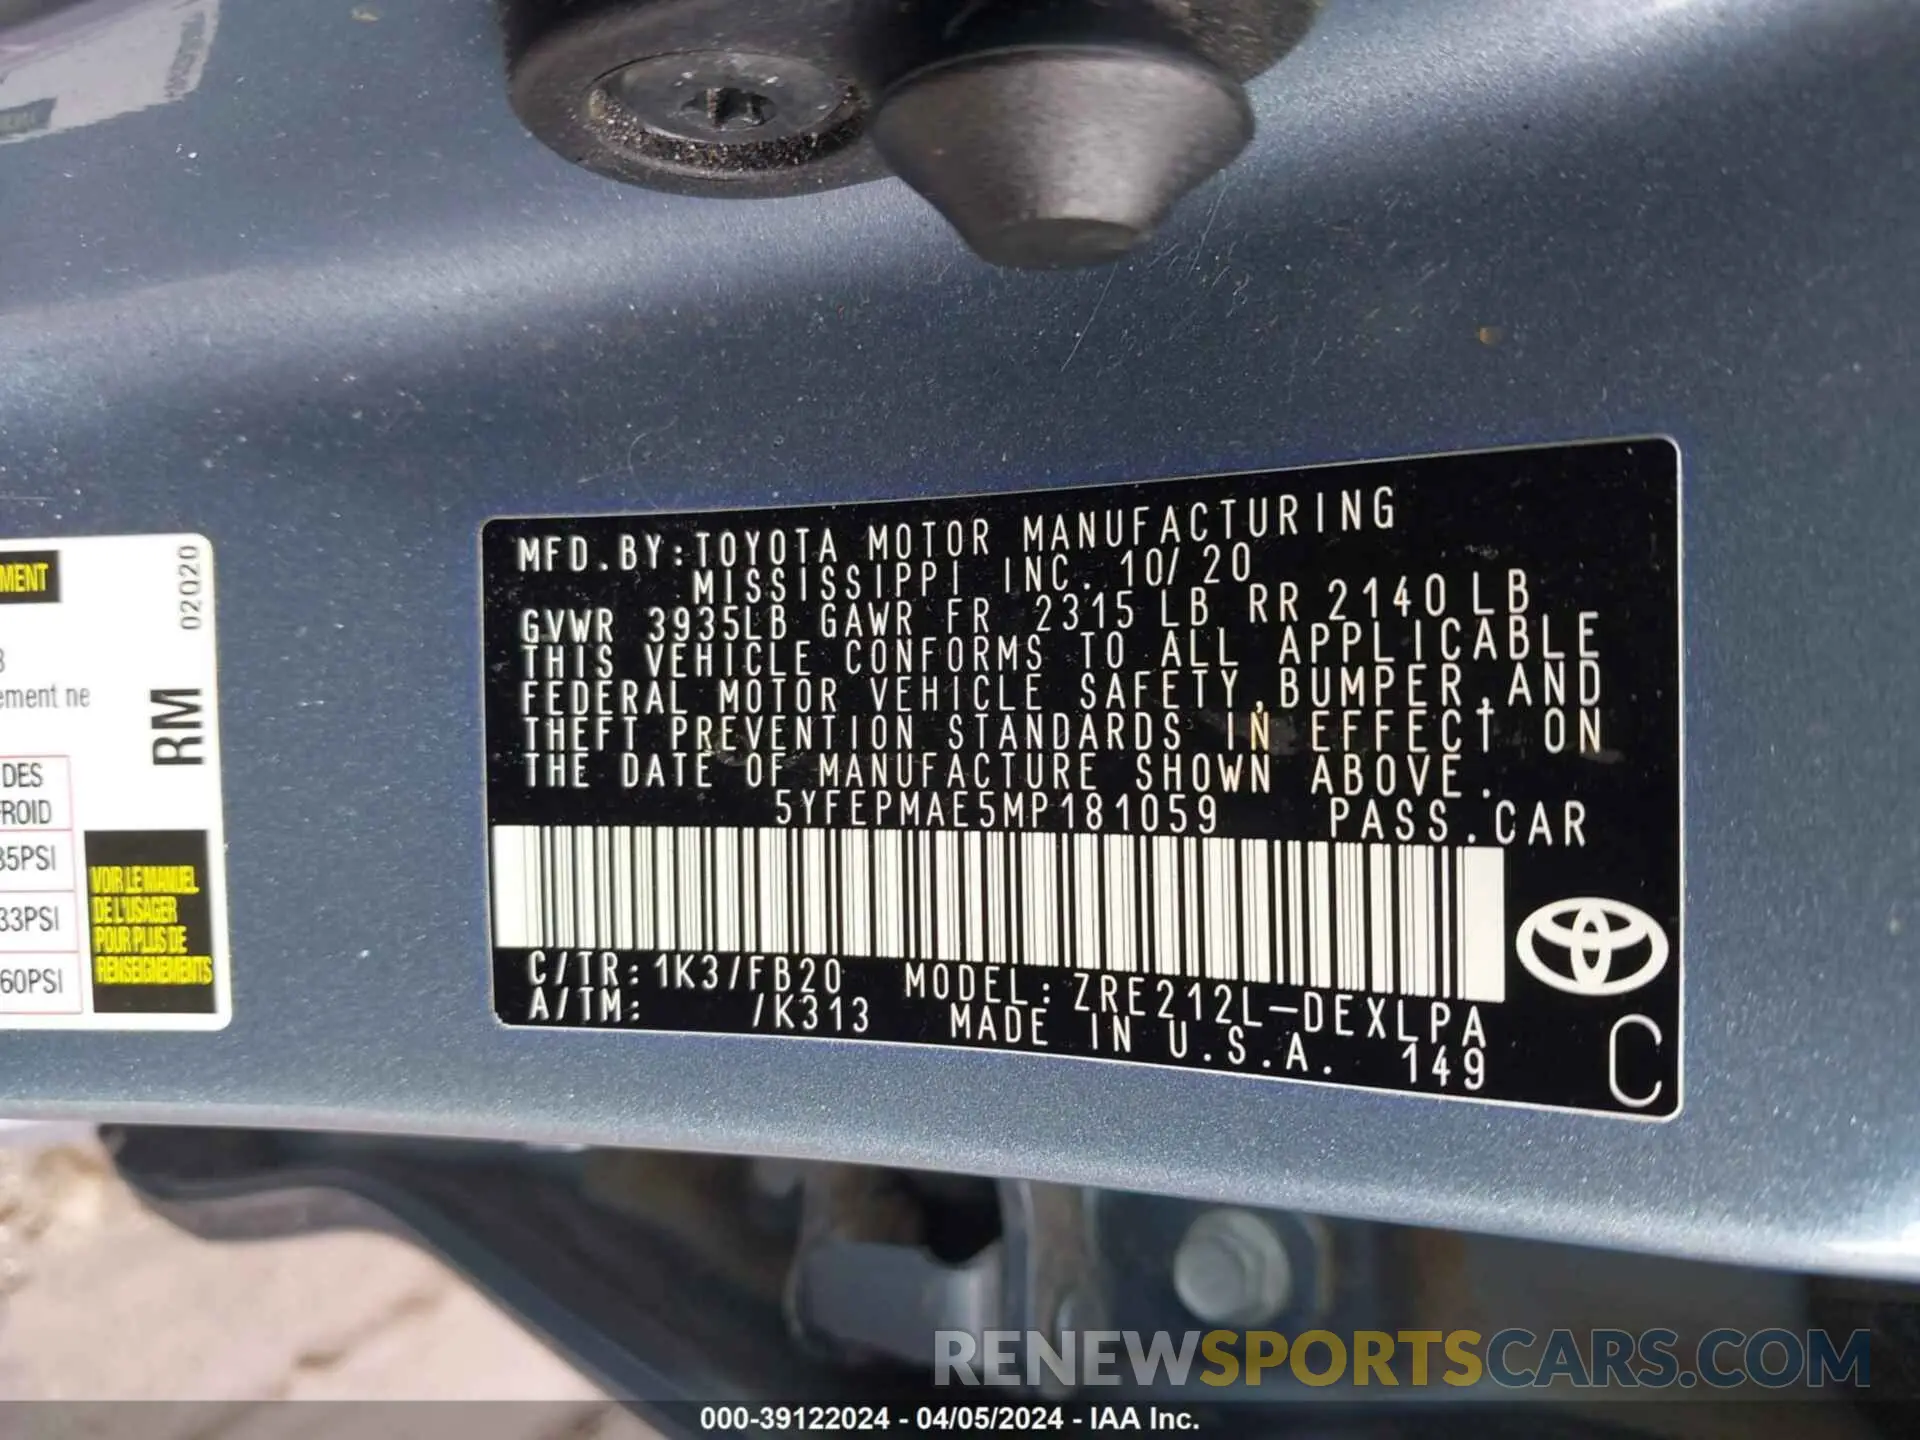 MFD.BY:TOYOTA MOTOR MANUFACTURING
MISSISSIPPI INC. 10/20
GVWR 3935LB GAWR FR 2315 LB RR 2140 LB
THIS VEHICLE CONFORMS TO ALL APPLICABLE
FEDERAL MOTOR VEHICLE SAFETY,BUMPER,AND
THEFT PREVENTION STANDARDS IN EFFECT ON
THE DATE OF MANUFACTURE SHOWN ABOVE.
5YFEPMAE5MP181059 PASS.CAR
C/TR: 1K3/FB20 MODEL: ZRE212L-DEXLPA
A/TM: /K313 MADE IN U.S.A. 149
C
02020
RM
ement ne
DES
ROID
35PSI
33PSI
60PSI
VOIR LE MANUEL
DE L'USAGER
POUR PLUS DE
RENSEIGNEMENTS
RENEWSPORTSCARS.COM
000-39122024 - 04/05/2024 - IAA Inc.